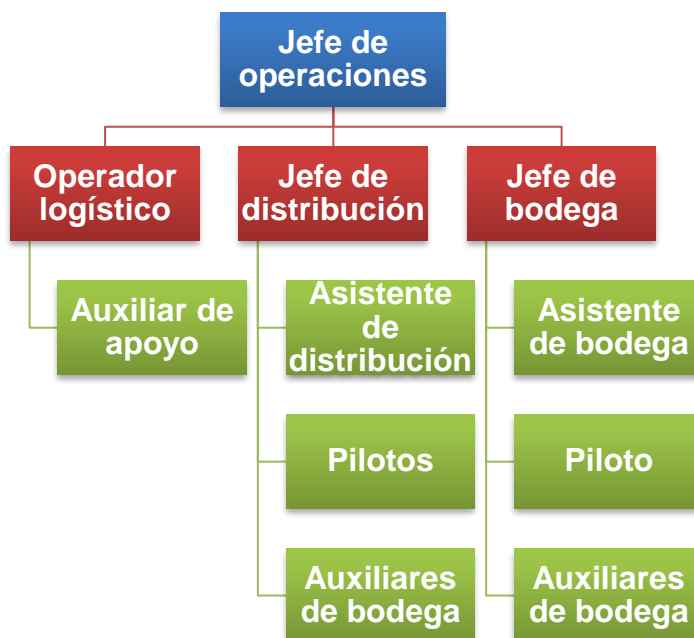 Jefe de
operaciones
Operador
logístico
Jefe de
distribución
Jefe de
bodega
Auxiliar de
apoyo
Asistente
de
distribución
Asistente
de bodega
Pilotos
Piloto
Auxiliares
de bodega
Auxiliares
de bodega